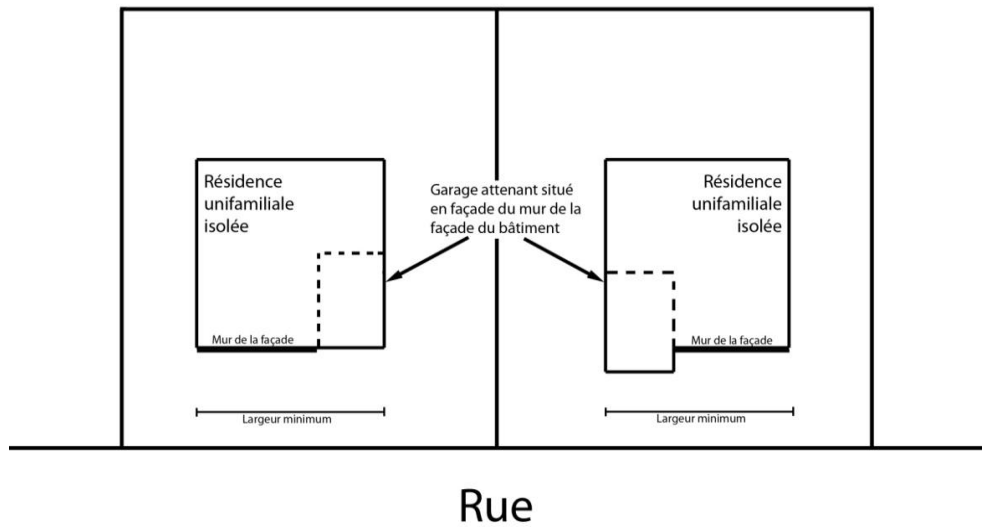 Résidence
unifamiliale
isolée
Garage attenant situé
en façade du mur de la
façade du bâtiment
Résidence
unifamiliale
isolée
Mur de la façade
Mur de la façade
Largeur minimum
Largeur minimum
Rue